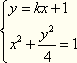 y = kx + 1
x² + y²/4 = 1